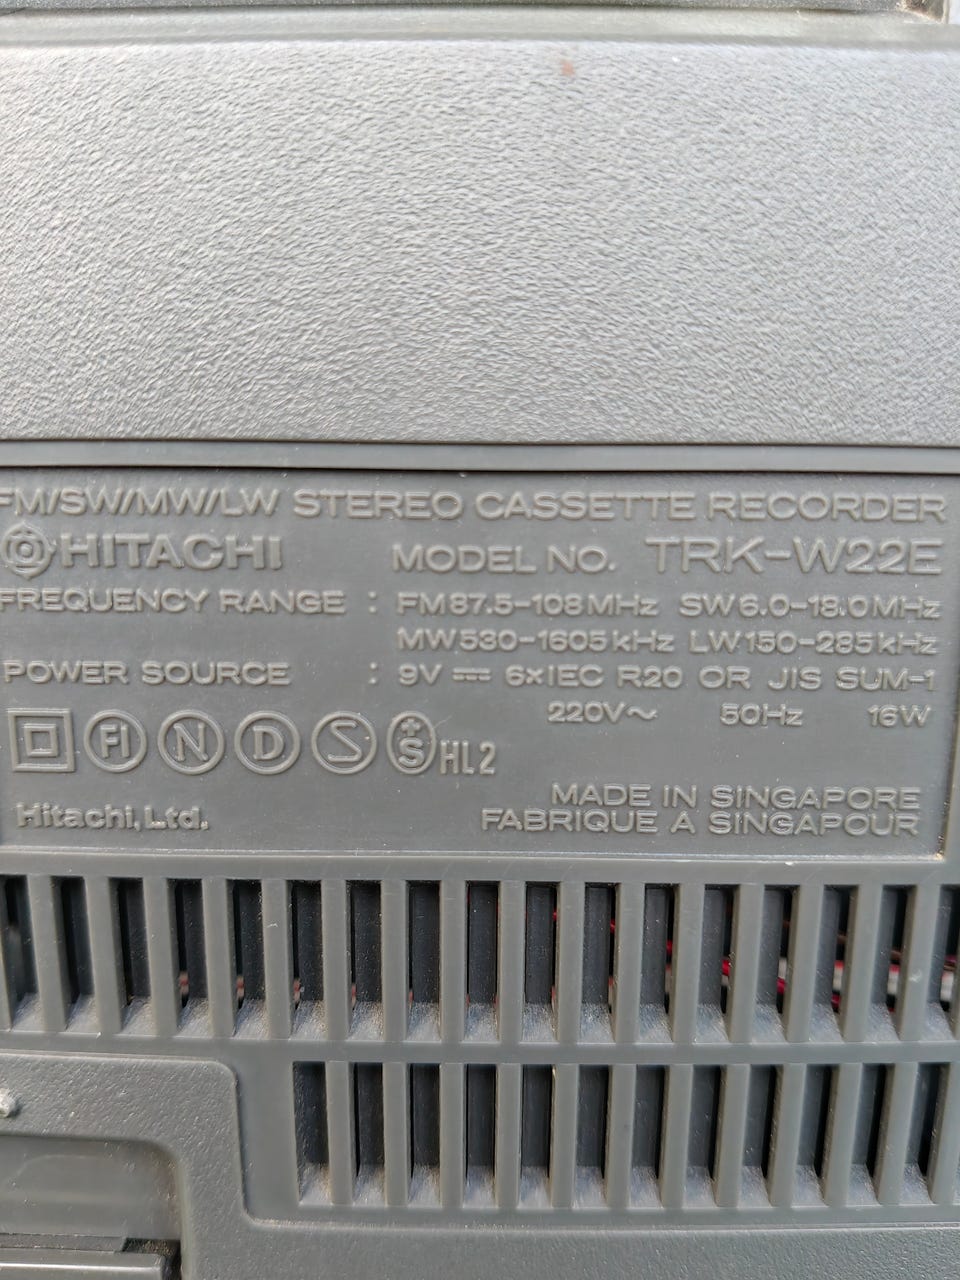 FM/SW/MW/LW STEREO CASSETTE RECORDER
HITACHI MODEL NO. TRK-W22E
FREQUENCY RANGE : FM 87.5-108 MHz SW 6.0-18.0 MHz
MW 530-1605 kHz LW 150-285 kHz
POWER SOURCE : 9V ⎓ 6×IEC R20 OR JIS SUM-1
220V~ 50Hz 16W
FI N D S +S HL2
Hitachi, Ltd.
MADE IN SINGAPORE
FABRIQUE A SINGAPOUR